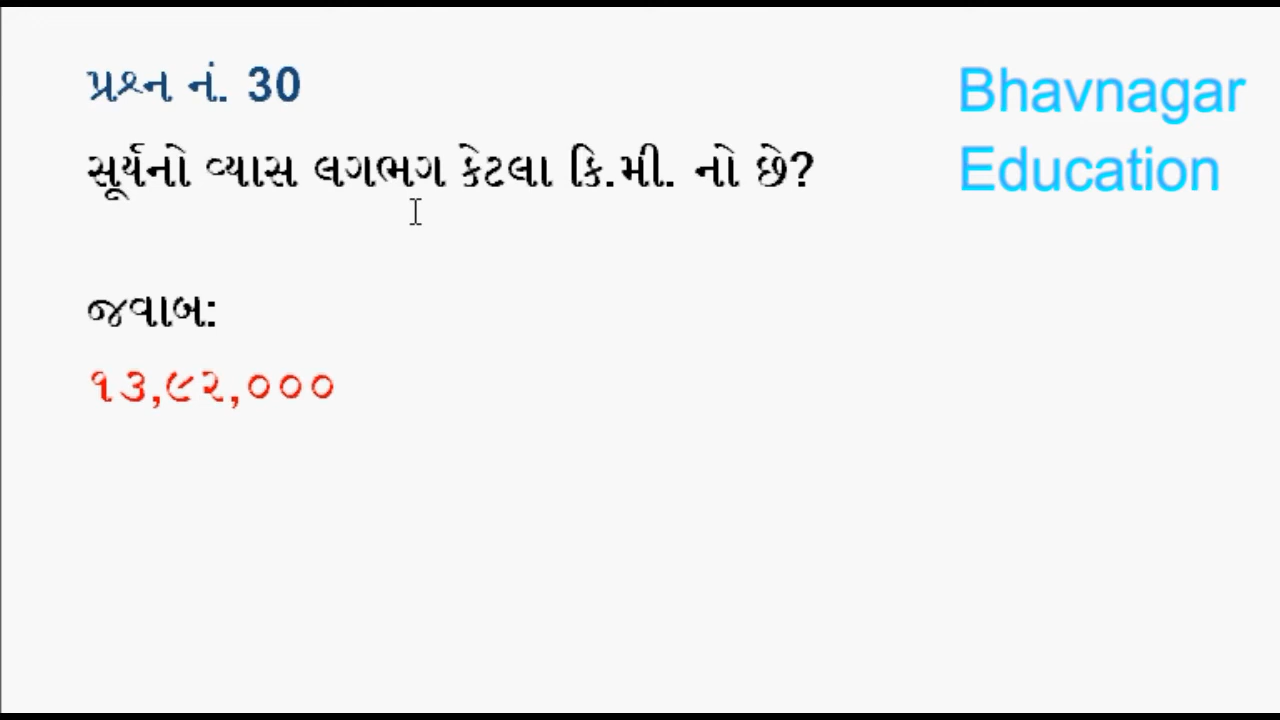 પ્રશ્ન નં. 30
સૂર્યનો વ્યાસ લગભગ કેટલા કિ.મી. નો છે?
જવાબ:
૧૩,૯૨,૦૦૦
Bhavnagar
Education